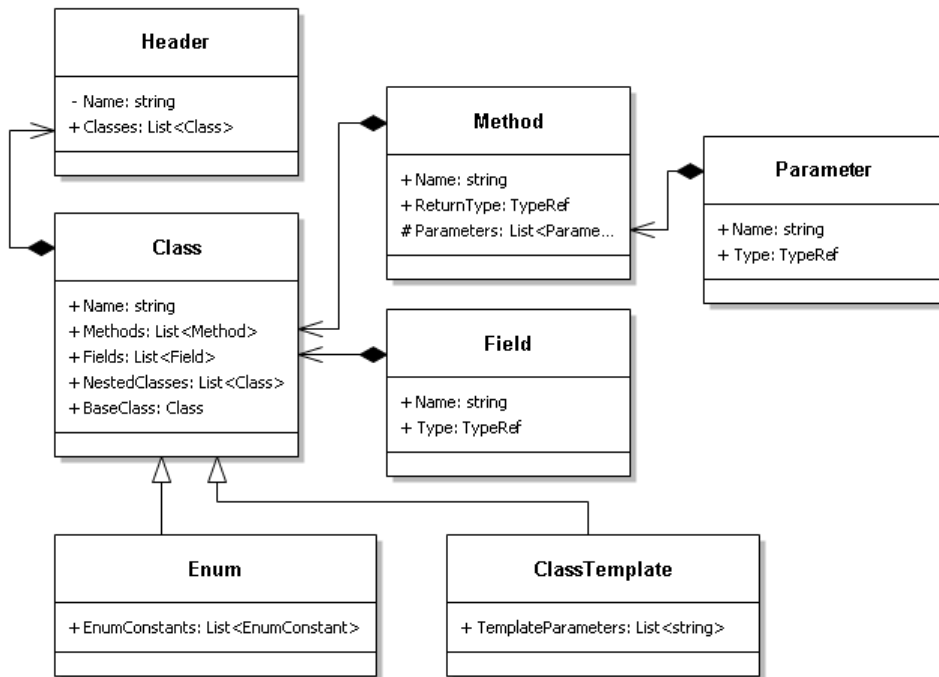 Header
- Name: string
+ Classes: List<Class>
Class
+ Name: string
+ Methods: List<Method>
+ Fields: List<Field>
+ NestedClasses: List<Class>
+ BaseClass: Class
Method
+ Name: string
+ ReturnType: TypeRef
# Parameters: List<Parame...
Parameter
+ Name: string
+ Type: TypeRef
Field
+ Name: string
+ Type: TypeRef
Enum
+ EnumConstants: List<EnumConstant>
ClassTemplate
+ TemplateParameters: List<string>